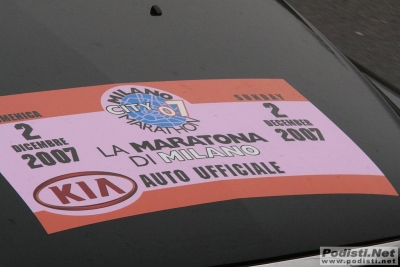 MILANO
CITY 07
MARATHON
DOMENICA
2
DICEMBRE
2007
SUNDAY
2
DECEMBER
2007
LA MARATONA
DI MILANO
KIA
AUTO UFFICIALE
Podisti.Net
www.podisti.net